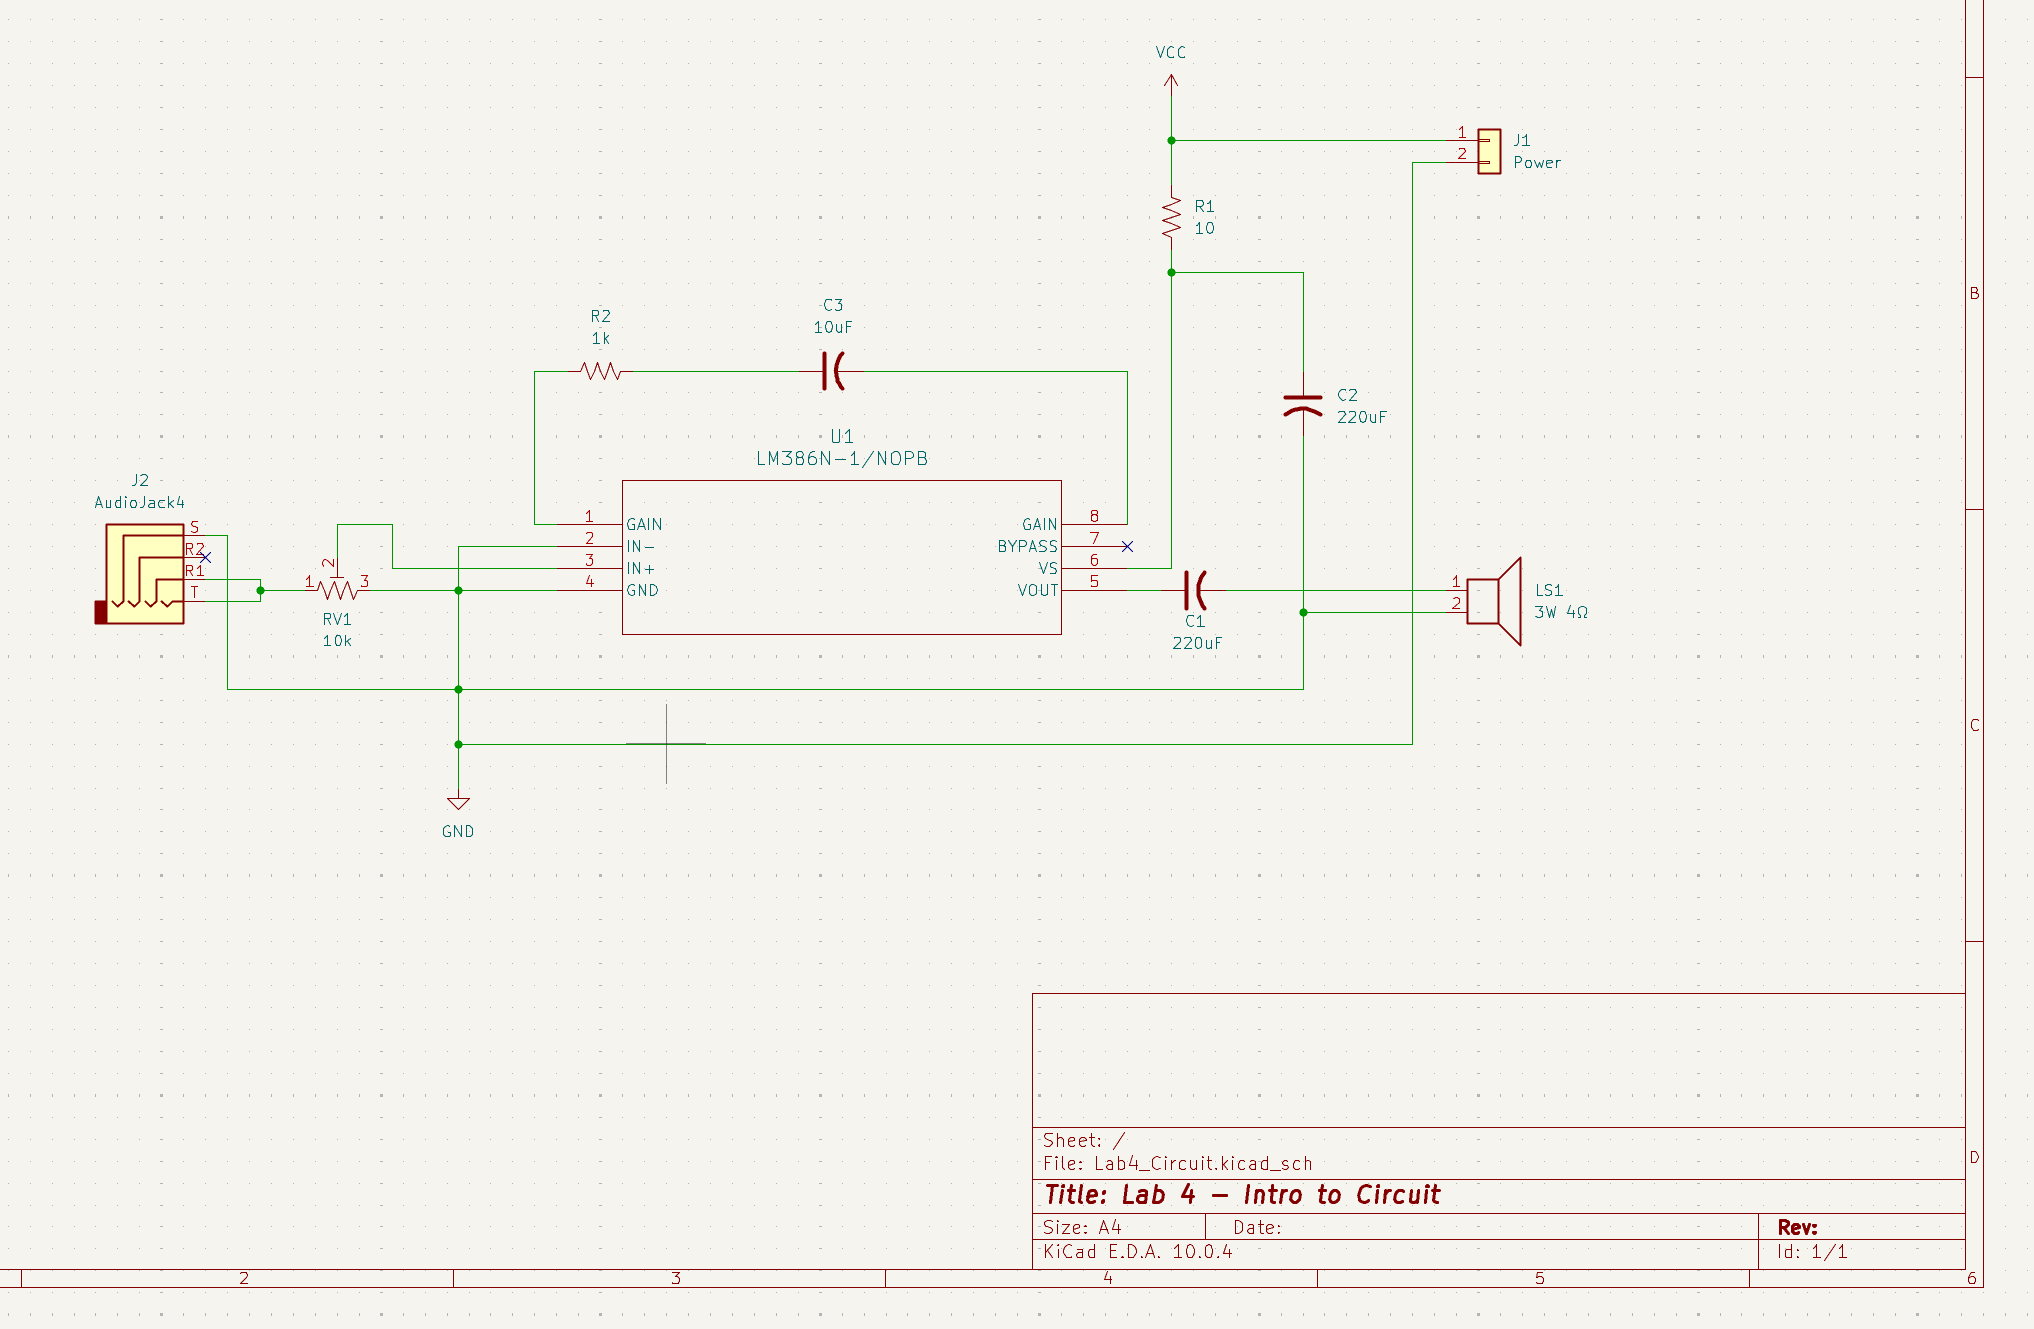 VCC
1
2
J1
Power
R1
10
B
C3
10uF
R2
1k
C2
220uF
U1
LM386N-1/NOPB
J2
AudioJack4
S
R2
R1
T
1
2
3
RV1
10k
1
GAIN
2
IN-
3
IN+
4
GND
GAIN
8
BYPASS
7
VS
6
VOUT
5
C1
220uF
1
2
LS1
3W 4Ω
C
GND
Sheet: /
File: Lab4_Circuit.kicad_sch
D
Title: Lab 4 - Intro to Circuit
Size: A4
Date:
Rev:
KiCad E.D.A. 10.0.4
Id: 1/1
2
3
4
5
6